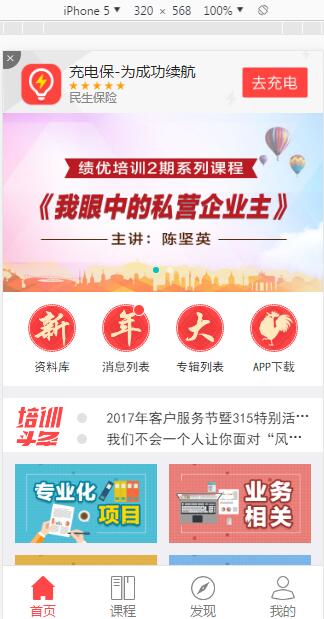 iPhone 5 ▼ 320 × 568 100% ▼
充电保-为成功续航
民生保险
去充电
绩优培训2期系列课程
《我眼中的私营企业主》
主讲：陈坚英
新 年 大
资料库 消息列表 专辑列表 APP下载
培训
头条
2017年客户服务节暨315特别活…
我们不会一个人让你面对“风…
专业化
项目
业务
相关
首页 课程 发现 我的